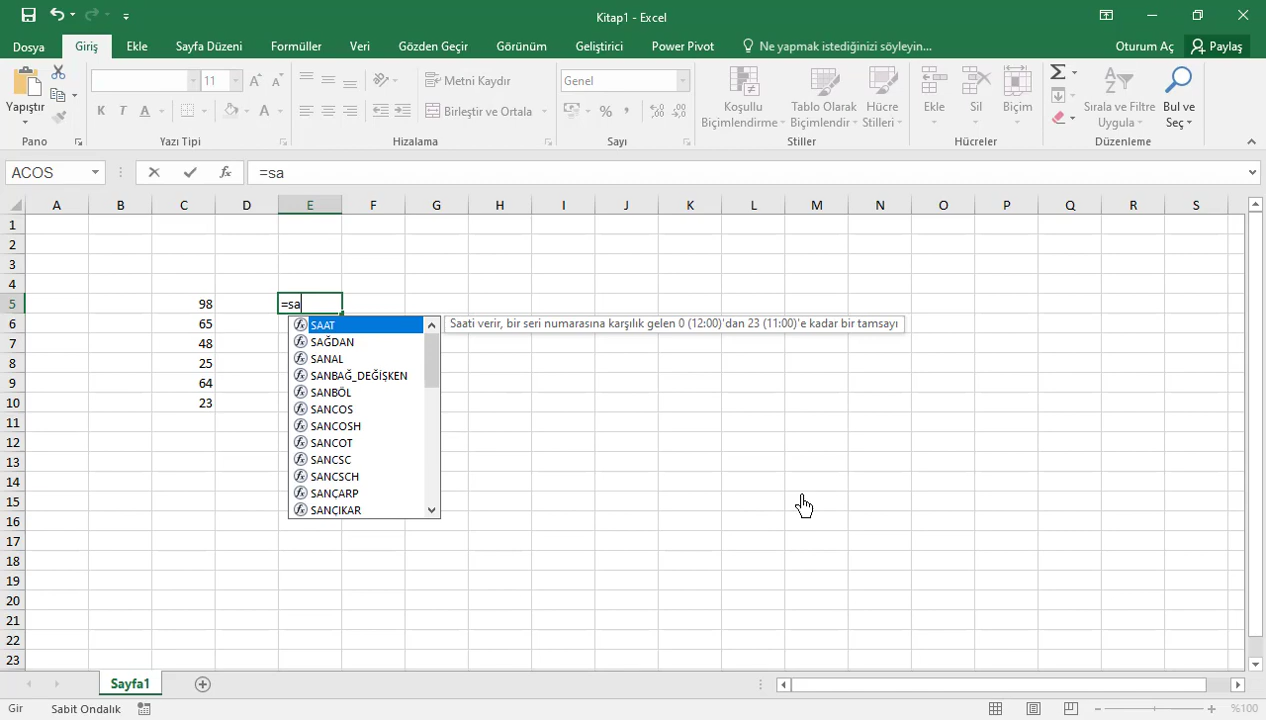 Kitap1 - Excel
Dosya Giriş Ekle Sayfa Düzeni Formüller Veri Gözden Geçir Görünüm Geliştirici Power Pivot Ne yapmak istediğinizi söyleyin... Oturum Aç Paylaş
Yapıştır
11
K T A
A A
Metni Kaydır
Birleştir ve Ortala
Genel
%
Koşullu Biçimlendirme
Tablo Olarak Biçimlendir
Hücre Stilleri
Ekle Sil Biçim
Sırala ve Filtre Uygula
Bul ve Seç
Pano Yazı Tipi Hizalama Sayı Stiller Hücreler Düzenleme
ACOS fx =sa
A B C D E F G H I J K L M N O P Q R S
1
2
3
4
5 98 =sa
6 65
7 48
8 25
9 64
10 23
11
12
13
14
15
16
17
18
19
20
21
22
23
SAAT
SAĞDAN
SANAL
SANBAĞ_DEĞİŞKEN
SANBÖL
SANCOS
SANCOSH
SANCOT
SANCSC
SANCSCH
SANÇARP
SANÇIKAR
Saati verir, bir seri numarasına karşılık gelen 0 (12:00)'dan 23 (11:00)'e kadar bir tamsayı
Sayfa1
Gir Sabit Ondalık %100